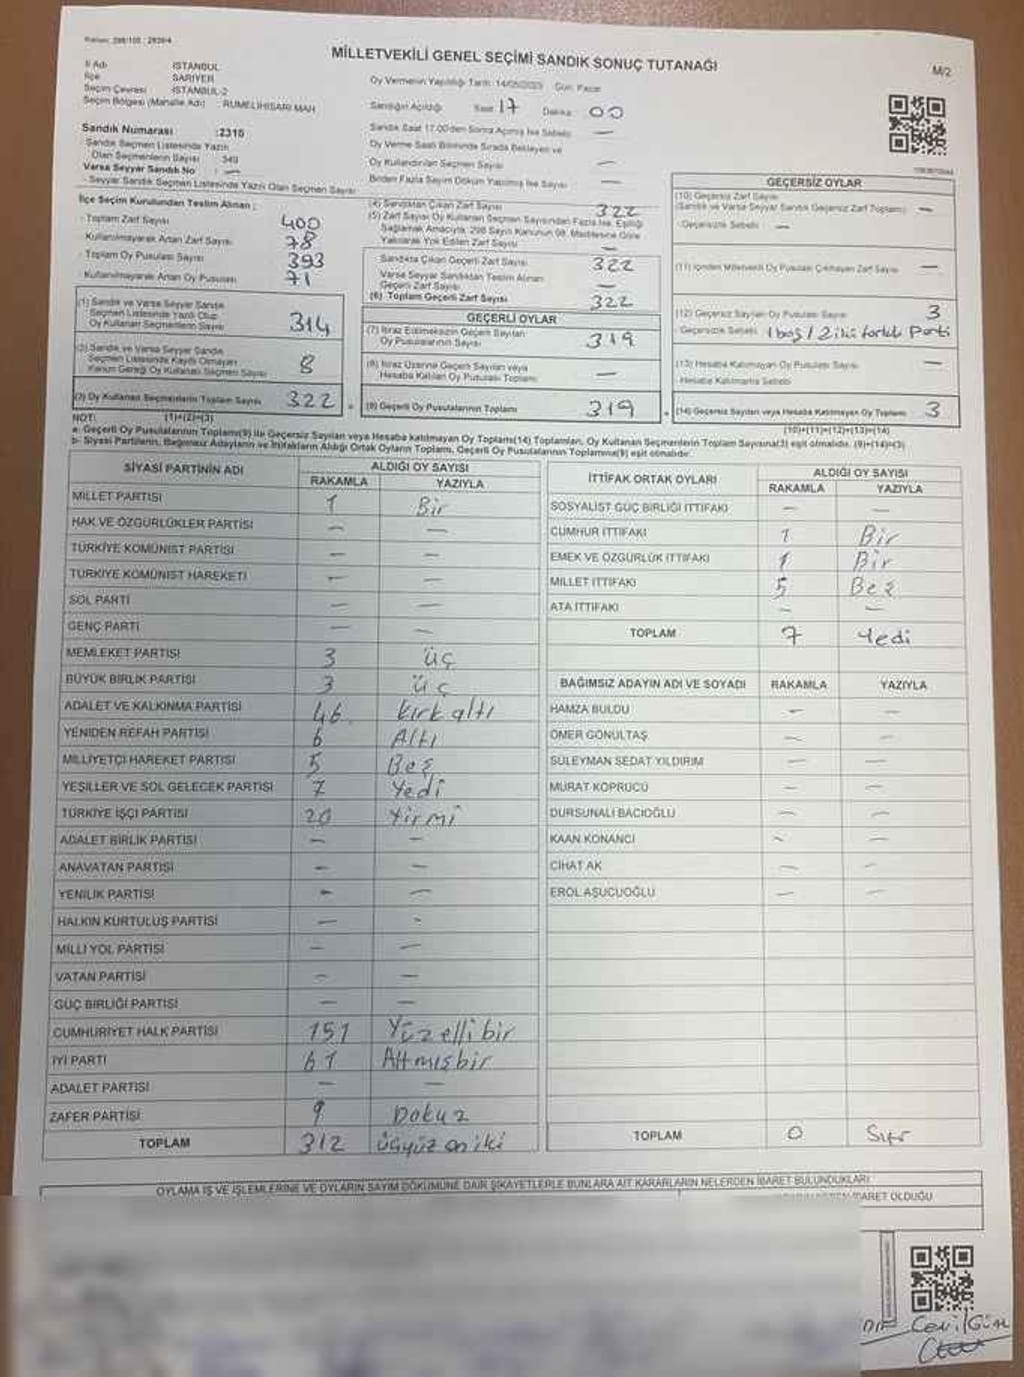 MİLLETVEKİLİ GENEL SEÇİMİ SANDIK SONUÇ TUTANAĞI
M/2
İl Adı İSTANBUL
İlçe SARIYER
Seçim Çevresi İSTANBUL-2
Seçim Bölgesi (Mahalle Adı) : RUMELİHİSARI MAH
Oy Vermenin Yapıldığı Tarih: 14/05/2023 Gün: Pazar
Sandığın Açıldığı Saat 17 Dakika 00
Sandık Numarası :2315
Sandık Seçmen Listesinde Yazılı
Olan Seçmenlerin Sayısı 349
Varsa Seyyar Sandık No : —
Seyyar Sandık Seçmen Listesinde Yazılı Olan Seçmen Sayısı
Sandık Saat 17.00'den Sonra Açılmış İse Sebebi —
Oy Verme Saati Bitiminde Sırada Bekleyen ve
Oy Kullandırılan Seçmen Sayısı —
Birden Fazla Sayım Döküm Yapılmış İse Sayısı —
İlçe Seçim Kurulundan Teslim Alınan :
- Toplam Zarf Sayısı 400
- Kullanılmayarak Artan Zarf Sayısı 78
- Toplam Oy Pusulası Sayısı 393
- Kullanılmayarak Artan Oy Pusulası 71
(1) Sandık ve Varsa Seyyar Sandık
Seçmen Listesinde Yazılı Olup
Oy Kullanan Seçmenlerin Sayısı 314
(2) Sandık ve Varsa Seyyar Sandık
Seçmen Listesinde Kayıtlı Olmayan
Kanun Gereği Oy Kullanan Seçmen Sayısı 8
(3) Oy Kullanan Seçmenlerin Toplam Sayısı 322
(1)+(2)=(3)
(4) Sandıktan Çıkan Zarf Sayısı 322
(5) Zarf Sayısı Oy Kullanan Seçmen Sayısından Fazla İse, Eşitliği
Sağlamak Amacıyla, 298 Sayılı Kanunun 98. Maddesine Göre
Yakılarak Yok Edilen Zarf Sayısı —
Sandıkta Çıkan Geçerli Zarf Sayısı 322
Varsa Seyyar Sandıktan Teslim Alınan
Geçerli Zarf Sayısı —
(6) Toplam Geçerli Zarf Sayısı 322
GEÇERLİ OYLAR
(7) İtiraz Edilmeksizin Geçerli Sayılan
Oy Pusulalarının Sayısı 319
(8) İtiraz Üzerine Geçerli Sayılan veya
Hesaba Katılan Oy Pusulası Toplamı —
(9) Geçerli Oy Pusulalarının Toplamı 319
GEÇERSİZ OYLAR
(10) Geçersiz Zarf Sayısı
(Sandık ve Varsa Seyyar Sandık Geçersiz Zarf Toplamı) —
- Geçersizlik Sebebi —
(11) İçinden Milletvekili Oy Pusulası Çıkmayan Zarf Sayısı —
(12) Geçersiz Sayılan Oy Pusulası Sayısı 3
- Geçersizlik Sebebi 1 boş / 2 iki farklı Parti
(13) Hesaba Katılmayan Oy Pusulası Sayısı —
- Hesaba Katılmama Sebebi
(14) Geçersiz Sayılan veya Hesaba Katılmayan Oy Toplamı 3
(10)+(11)+(12)+(13)=(14)
NOT:
a- Geçerli Oy Pusulalarının Toplamı(9) ile Geçersiz Sayılan veya Hesaba katılmayan Oy Toplamı(14) Toplamları, Oy Kullanan Seçmenlerin Toplam Sayısına(3) eşit olmalıdır. (9)+(14)=(3)
b- Siyasi Partilerin, Bağımsız Adayların ve İttifakların Aldığı Ortak Oyların Toplamı, Geçerli Oy Pusulalarının Toplamına(9) eşit olmalıdır.
SİYASİ PARTİNİN ADI ALDIĞI OY SAYISI
RAKAMLA YAZIYLA
MİLLET PARTİSİ 1 Bir
HAK VE ÖZGÜRLÜKLER PARTİSİ — —
TÜRKİYE KOMÜNİST PARTİSİ — —
TÜRKİYE KOMÜNİST HAREKETİ — —
SOL PARTİ — —
GENÇ PARTİ — —
MEMLEKET PARTİSİ 3 üç
BÜYÜK BİRLİK PARTİSİ 3 üç
ADALET VE KALKINMA PARTİSİ 46 kırk altı
YENİDEN REFAH PARTİSİ 6 Altı
MİLLİYETÇİ HAREKET PARTİSİ 5 Beş
YEŞİLLER VE SOL GELECEK PARTİSİ 7 Yedi
TÜRKİYE İŞÇİ PARTİSİ 20 Yirmi
ADALET BİRLİK PARTİSİ — —
ANAVATAN PARTİSİ — —
YENİLİK PARTİSİ — —
HALKIN KURTULUŞ PARTİSİ — -
MİLLİ YOL PARTİSİ — —
VATAN PARTİSİ — —
GÜÇ BİRLİĞİ PARTİSİ — —
CUMHURİYET HALK PARTİSİ 151 Yüz elli bir
İYİ PARTİ 61 Altmışbir
ADALET PARTİSİ — —
ZAFER PARTİSİ 9 Dokuz
TOPLAM 312 üçyüz on iki
İTTİFAK ORTAK OYLARI ALDIĞI OY SAYISI
RAKAMLA YAZIYLA
SOSYALİST GÜÇ BİRLİĞİ İTTİFAKI — —
CUMHUR İTTİFAKI 1 Bir
EMEK VE ÖZGÜRLÜK İTTİFAKI 1 Bir
MİLLET İTTİFAKI 5 Beş
ATA İTTİFAKI — —
TOPLAM 7 Yedi
BAĞIMSIZ ADAYIN ADI VE SOYADI RAKAMLA YAZIYLA
HAMZA BULDU — —
ÖMER GÖNÜLTAŞ — —
SÜLEYMAN SEDAT YILDIRIM — —
MURAT KÖPRÜCÜ — —
DURSUNALİ BACIOĞLU — —
KAAN KONANCI — —
CİHAT AK — —
EROL AŞUCUOĞLU — —
TOPLAM 0 Sıfır
OYLAMA İŞ VE İŞLEMLERİNE VE OYLARIN SAYIM DÖKÜMÜNE DAİR ŞİKAYETLERLE BUNLARA AİT KARARLARIN NELERDEN İBARET BULUNDUKLARI
İBARET OLDUĞU